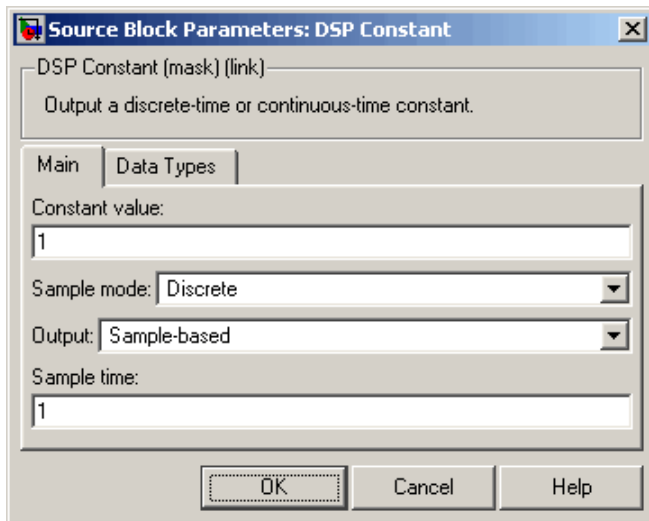 Source Block Parameters: DSP Constant
DSP Constant (mask) (link)
Output a discrete-time or continuous-time constant.
Main
Data Types
Constant value:
1
Sample mode: Discrete
Output: Sample-based
Sample time:
1
OK
Cancel
Help